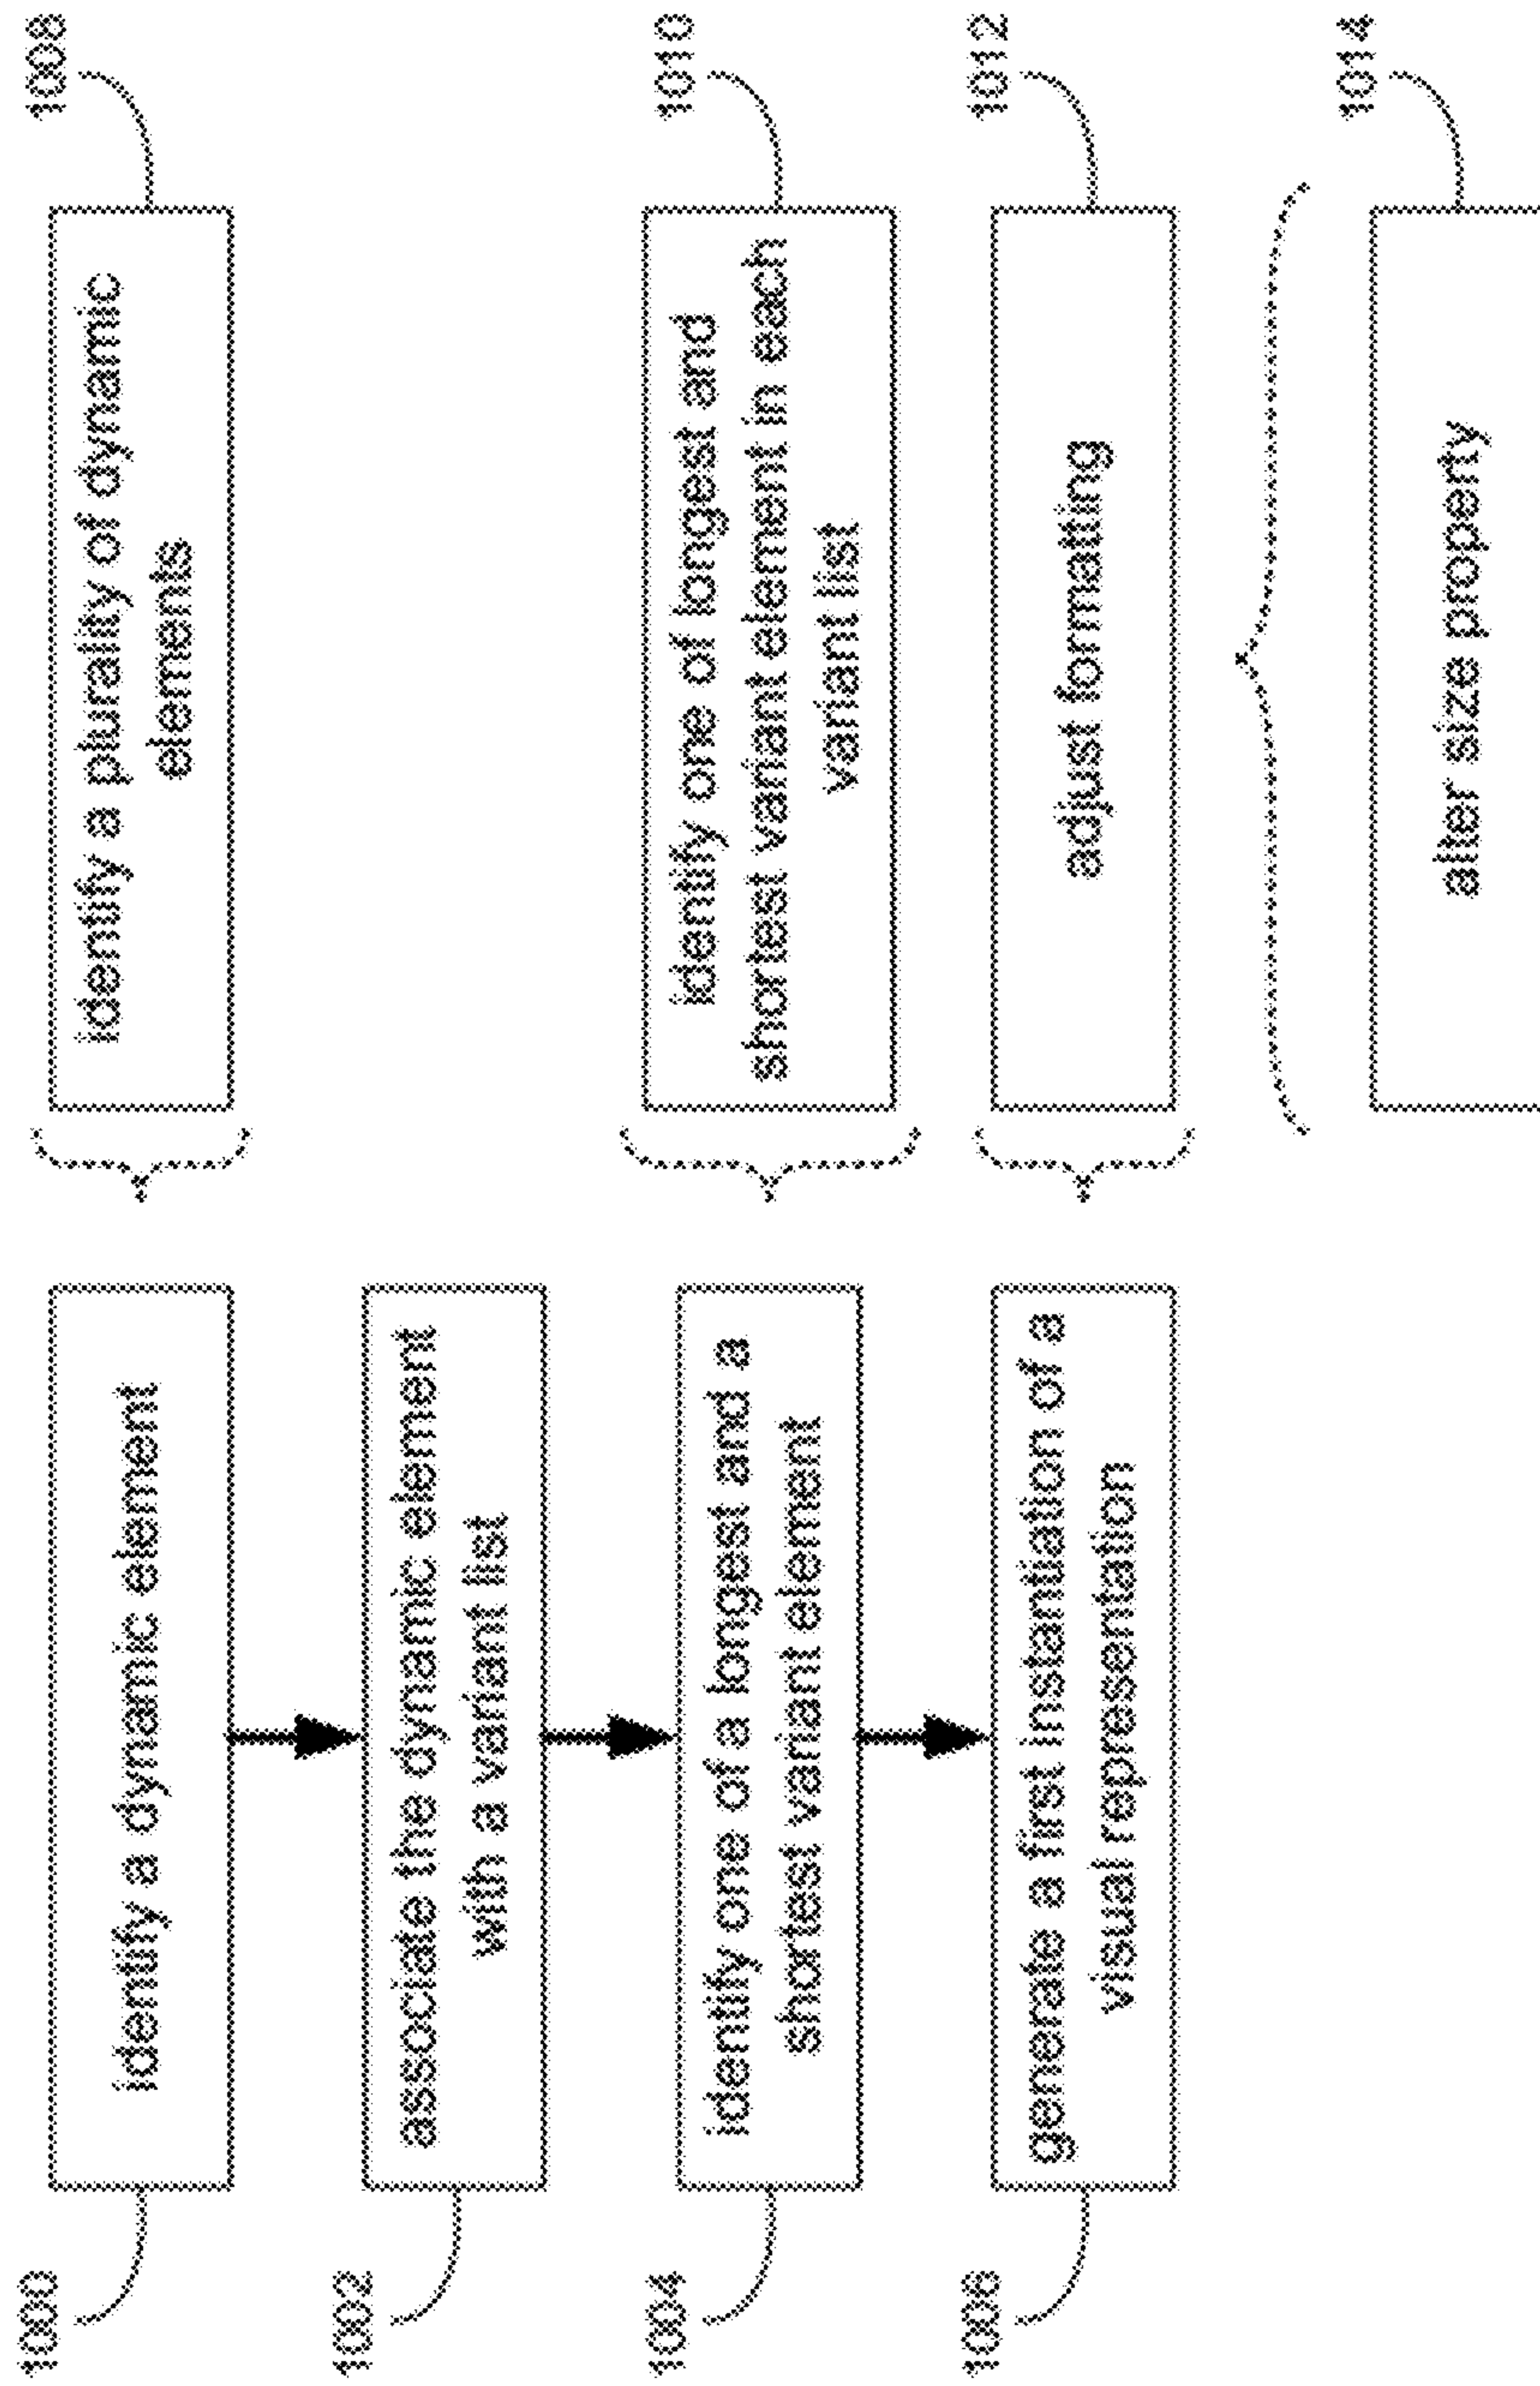 1000
identify a dynamic element
1002
associate the dynamic element
with a variant list
1004
identify one of a longest and a
shortest variant element
1006
generate a first instantiation of a
visual representation
1008
identify a plurality of dynamic
elements
1010
identify one of longest and
shortest variant element in each
variant list
1012
adjust formatting
1014
alter size property